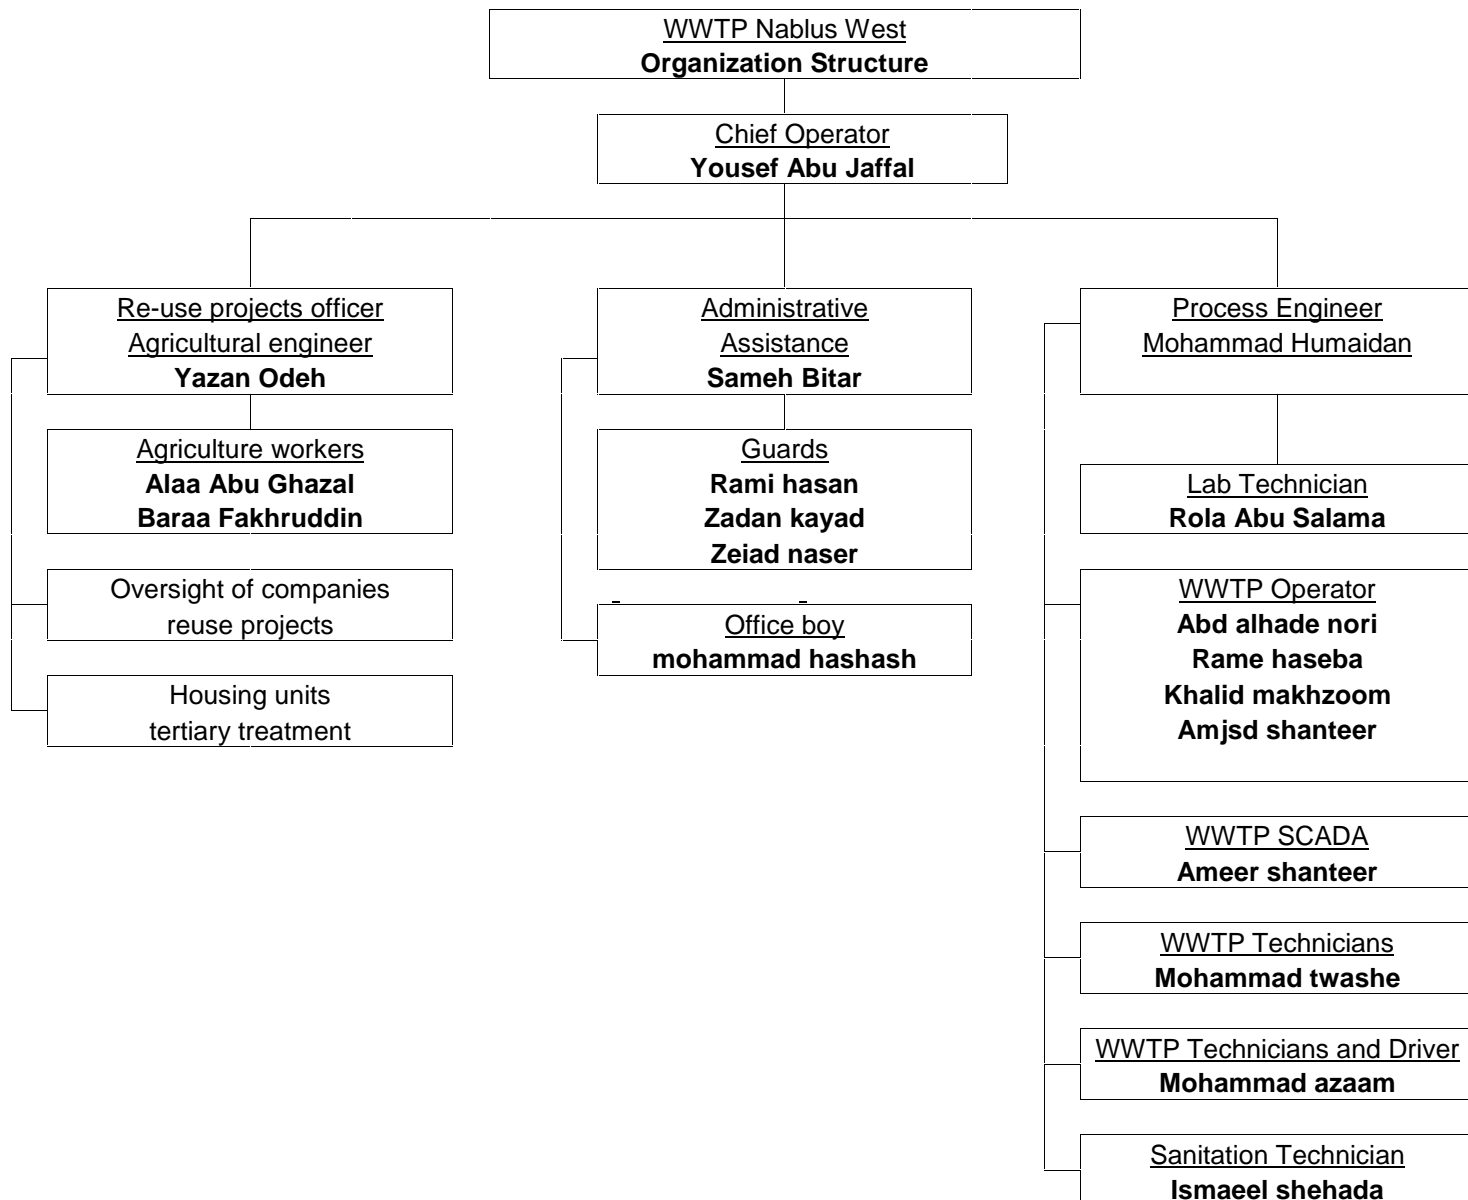 WWTP Nablus West
Organization Structure
Chief Operator
Yousef Abu Jaffal
Re-use projects officer
Agricultural engineer
Yazan Odeh
Agriculture workers
Alaa Abu Ghazal
Baraa Fakhruddin
Oversight of companies
reuse projects
Housing units
tertiary treatment
Administrative
Assistance
Sameh Bitar
Guards
Rami hasan
Zadan kayad
Zeiad naser
Office boy
mohammad hashash
Process Engineer
Mohammad Humaidan
Lab Technician
Rola Abu Salama
WWTP Operator
Abd alhade nori
Rame haseba
Khalid makhzoom
Amjsd shanteer
WWTP SCADA
Ameer shanteer
WWTP Technicians
Mohammad twashe
WWTP Technicians and Driver
Mohammad azaam
Sanitation Technician
Ismaeel shehada